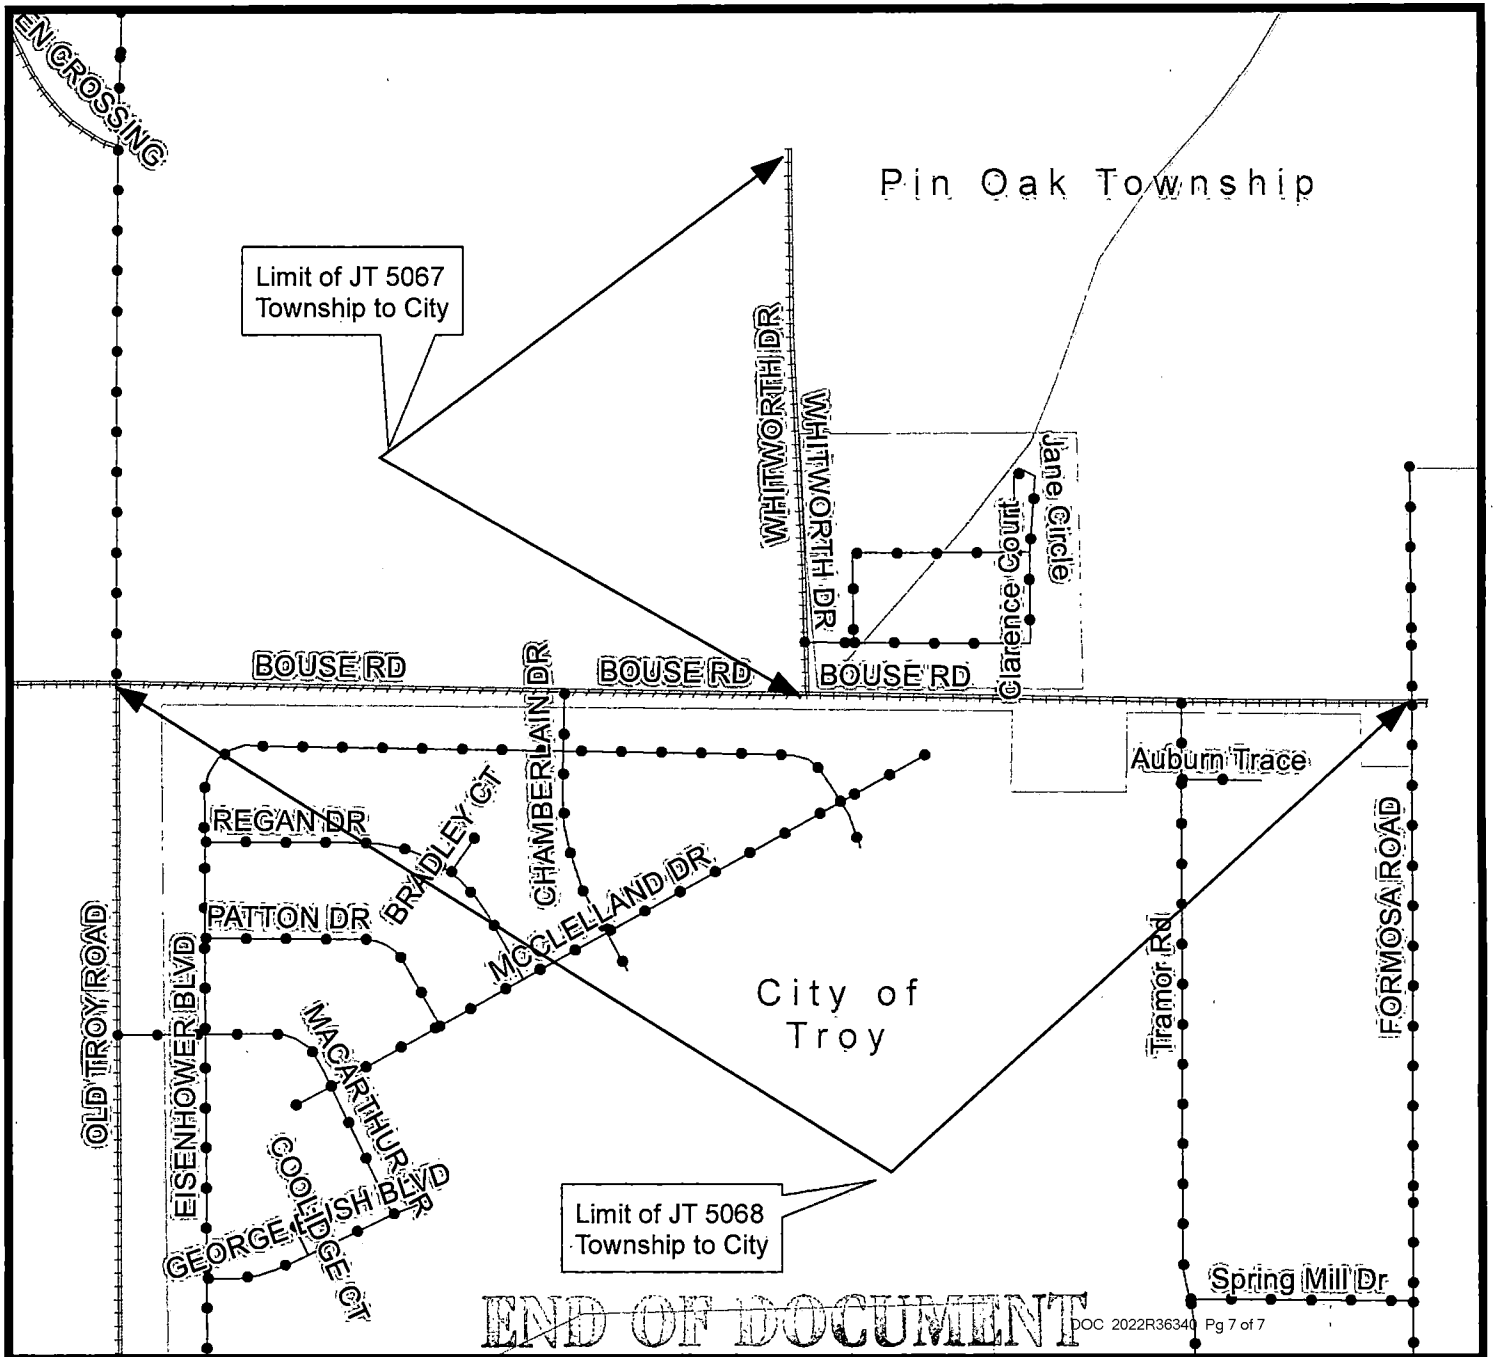 EN CROSSING
Pin Oak Township
Limit of JT 5067
Township to City
WHITWORTH DR
WHITWORTH DR
Jane Circle
Clarence Court
BOUSE RD
BOUSE RD
BOUSE RD
CHAMBERLAIN DR
Auburn Trace
REGAN DR
BRADLEY CT
MCCLELLAND DR
PATTON DR
FORMOSA ROAD
OLD TROY ROAD
EISENHOWER BLVD
Tramor Rd
City of
Troy
MACARTHUR DR
COOLIDGE CT
GEORGE BUSH BLVD
Limit of JT 5068
Township to City
Spring Mill Dr
END OF DOCUMENT
DOC 2022R36340 Pg 7 of 7